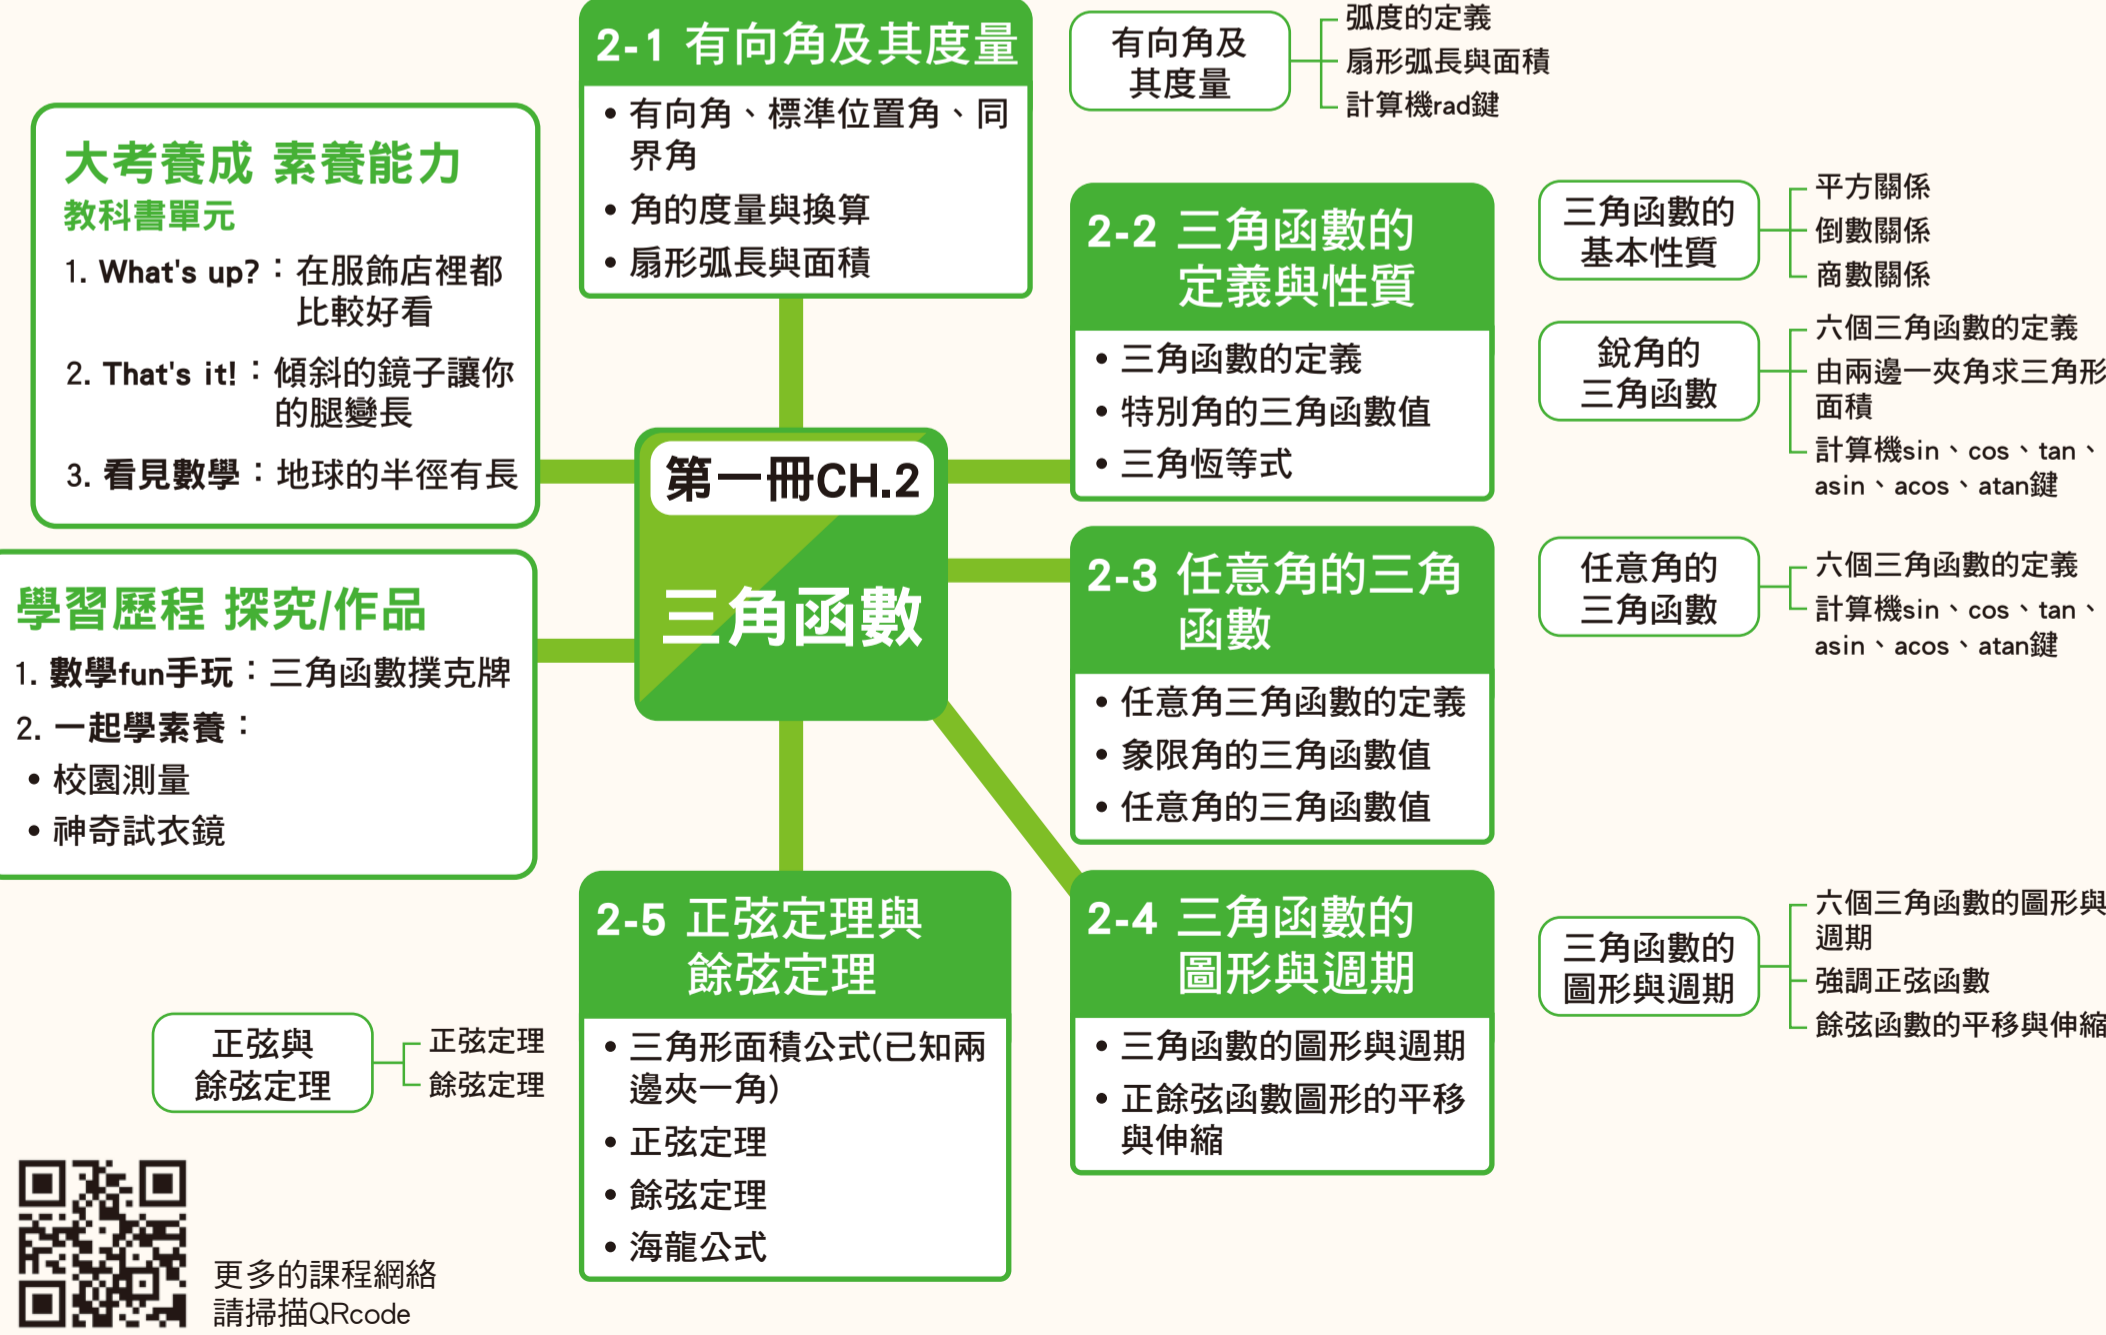 2-1 有向角及其度量
• 有向角、標準位置角、同
界角
• 角的度量與換算
• 扇形弧長與面積
有向角及
其度量
弧度的定義
扇形弧長與面積
計算機rad鍵
大考養成 素養能力
教科書單元
1. What's up?：在服飾店裡都
比較好看
2. That's it!：傾斜的鏡子讓你
的腿變長
3. 看見數學：地球的半徑有長
2-2 三角函數的
定義與性質
• 三角函數的定義
• 特別角的三角函數值
• 三角恆等式
三角函數的
基本性質
平方關係
倒數關係
商數關係
銳角的
三角函數
六個三角函數的定義
由兩邊一夾角求三角形
面積
計算機sin、cos、tan、
asin、acos、atan鍵
第一冊CH.2
三角函數
學習歷程 探究/作品
1. 數學fun手玩：三角函數撲克牌
2. 一起學素養：
• 校園測量
• 神奇試衣鏡
2-3 任意角的三角
函數
• 任意角三角函數的定義
• 象限角的三角函數值
• 任意角的三角函數值
任意角的
三角函數
六個三角函數的定義
計算機sin、cos、tan、
asin、acos、atan鍵
2-4 三角函數的
圖形與週期
• 三角函數的圖形與週期
• 正餘弦函數圖形的平移
與伸縮
三角函數的
圖形與週期
六個三角函數的圖形與
週期
強調正弦函數
餘弦函數的平移與伸縮
2-5 正弦定理與
餘弦定理
• 三角形面積公式(已知兩
邊夾一角)
• 正弦定理
• 餘弦定理
• 海龍公式
正弦與
餘弦定理
正弦定理
餘弦定理
更多的課程網絡
請掃描QRcode